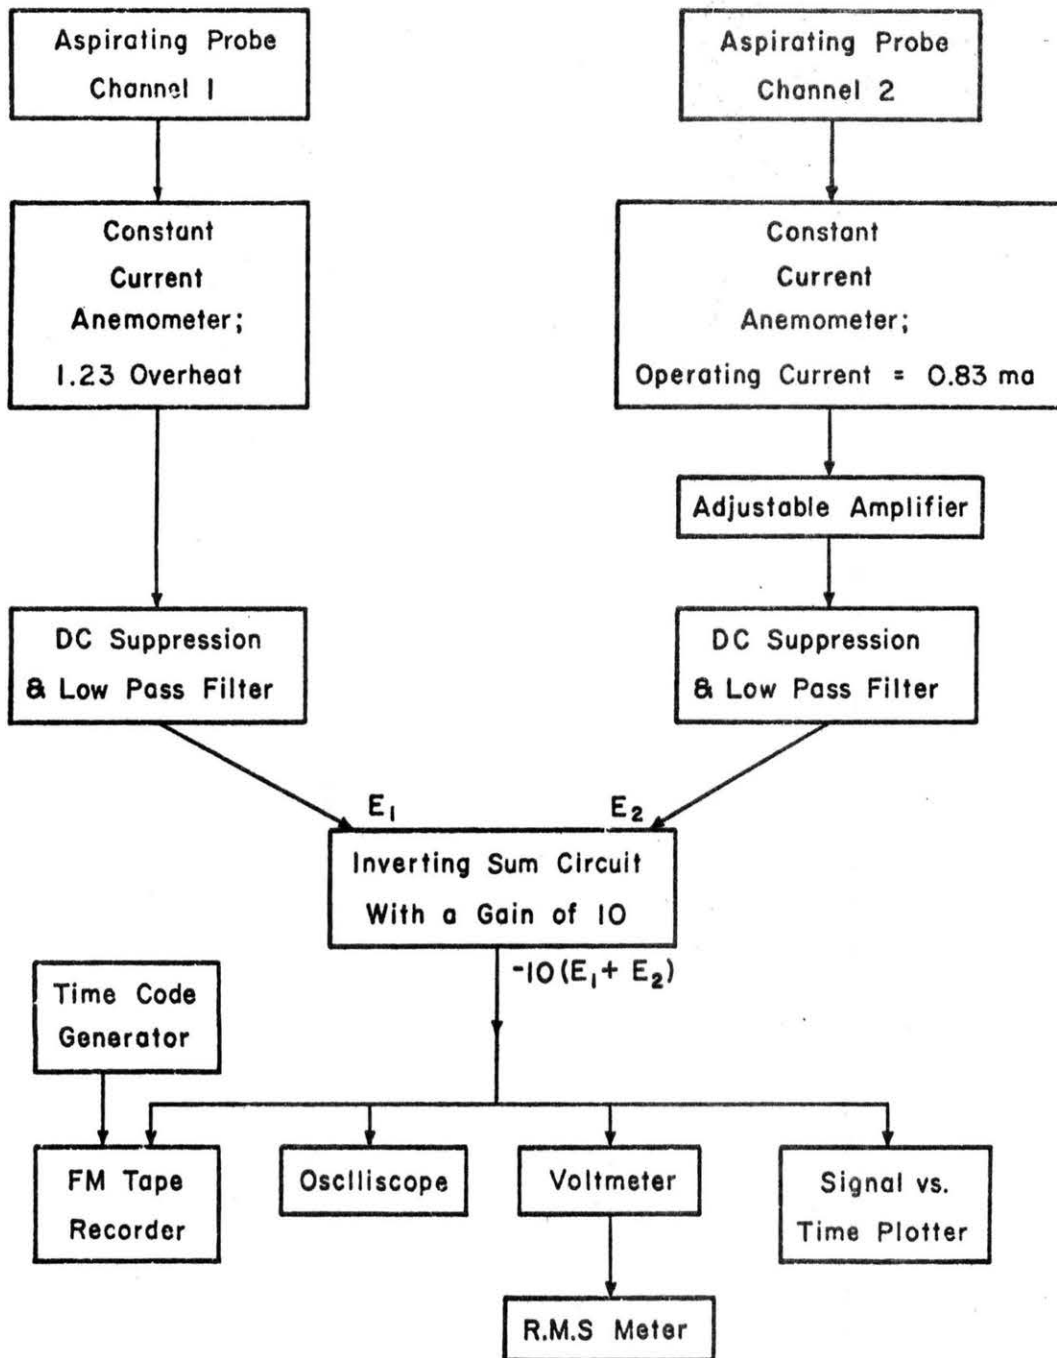 Aspirating Probe
Channel 1
Aspirating Probe
Channel 2
Constant
Current
Anemometer;
1.23 Overheat
Constant
Current
Anemometer;
Operating Current = 0.83 ma
Adjustable Amplifier
DC Suppression
& Low Pass Filter
DC Suppression
& Low Pass Filter
E₁
E₂
Inverting Sum Circuit
With a Gain of 10
-10(E₁+ E₂)
Time Code
Generator
FM Tape
Recorder
Oscilliscope
Voltmeter
Signal vs.
Time Plotter
R.M.S Meter